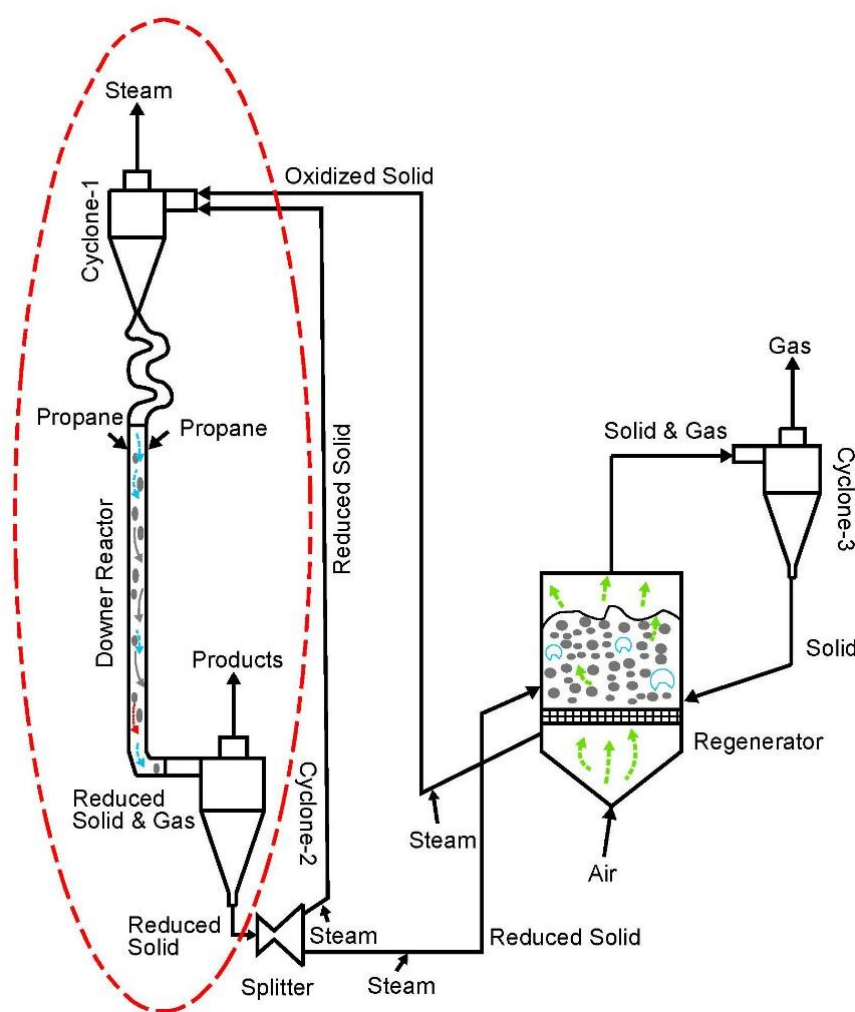 Steam
Oxidized Solid
Cyclone-1
Gas
Propane
Propane
Solid & Gas
Cyclone-3
Reduced Solid
Downer Reactor
Products
Solid
Regenerator
Reduced
Solid & Gas
Cyclone-2
Steam
Air
Reduced
Solid
Steam
Reduced Solid
Splitter
Steam